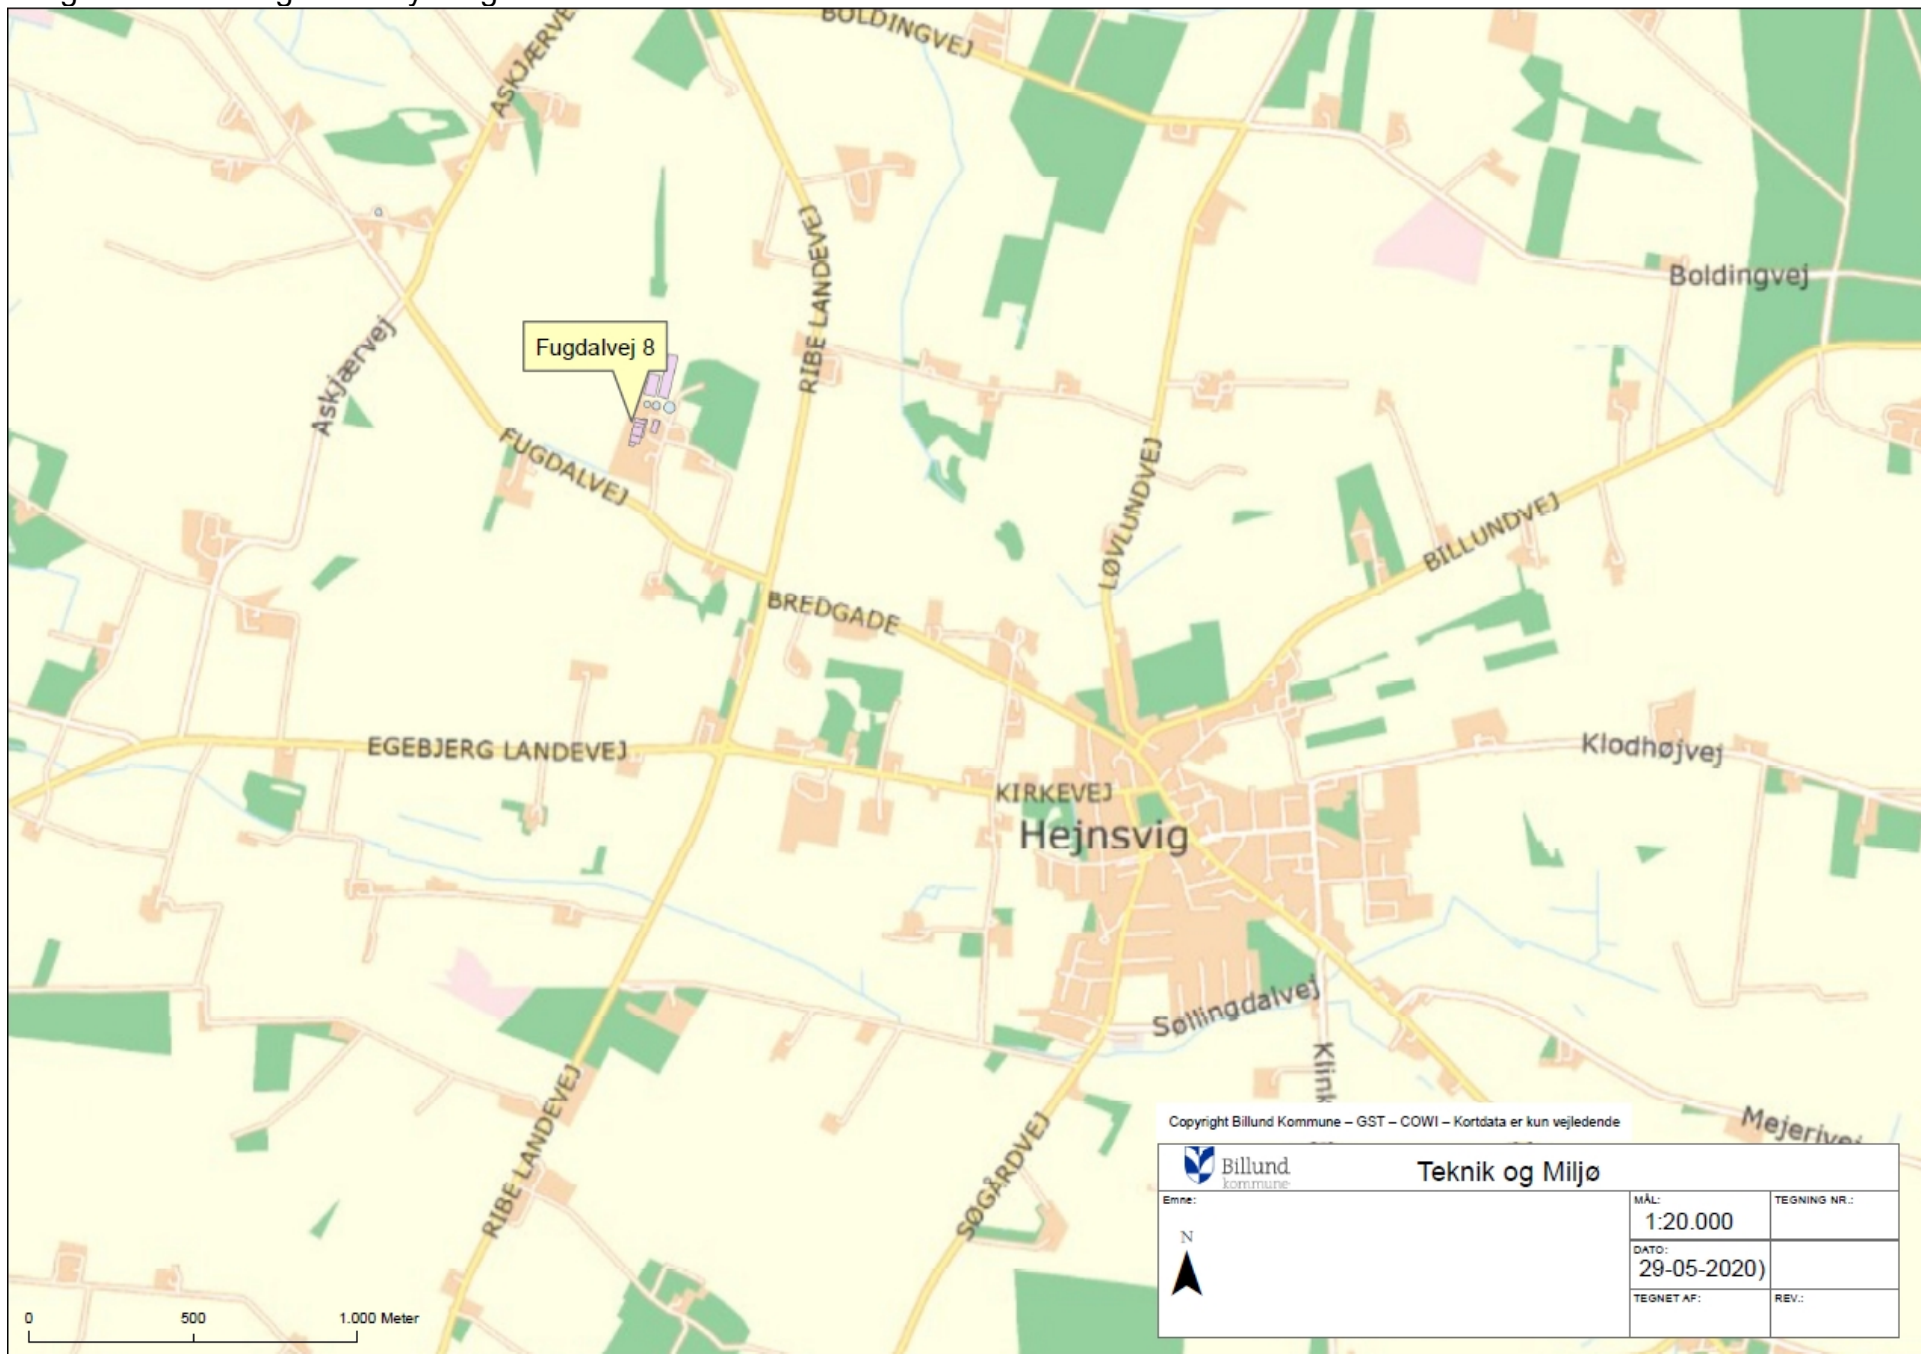 BOLDINGVEJ
ASKJÆRVEJ
RIBE LANDEVEJ
Boldingvej
Fugdalvej 8
Askjærvej
FUGDALVEJ
LØVLUNDVEJ
BILLUNDVEJ
BREDGADE
EGEBJERG LANDEVEJ
Klodhøjvej
KIRKEVEJ
Hejnsvig
Søllingdalvej
RIBE LANDEVEJ
SØGÅRDVEJ
Klink
Mejerivej
Copyright Billund Kommune – GST – COWI – Kortdata er kun vejledende
Billund
kommune
Teknik og Miljø
Emne:
MÅL:
1:20.000
TEGNING NR.:
N
DATO:
29-05-2020)
TEGNET AF:
REV.:
0 500 1.000 Meter